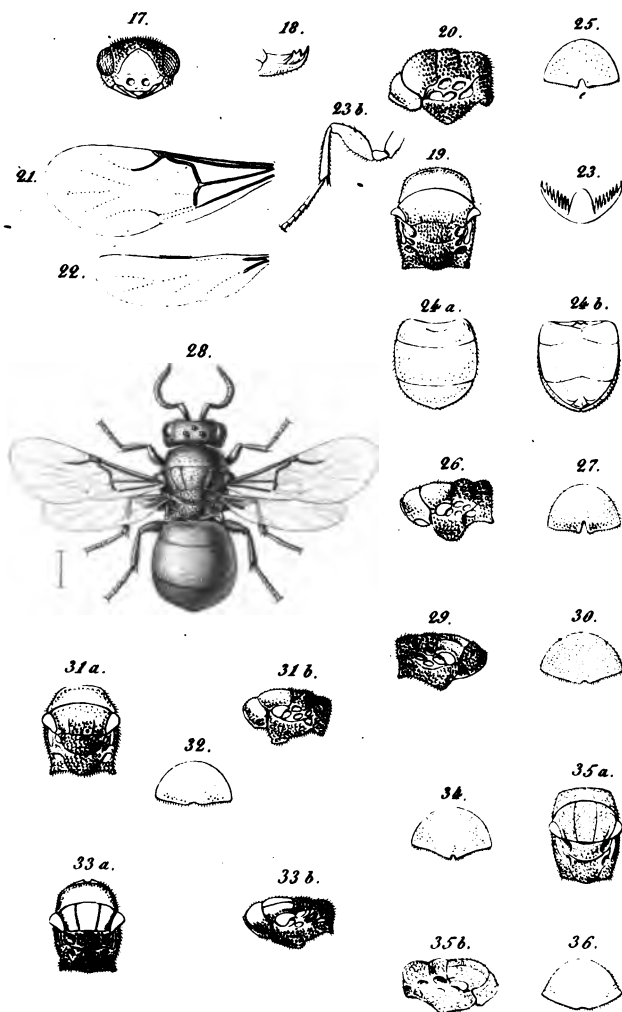 17.
18.
20.
25.
23 b.
21.
19.
23.
22.
24 a.
24 b.
28.
26.
27.
29.
30.
31 a.
31 b.
32.
34.
35 a.
33 a.
33 b.
35 b.
36.